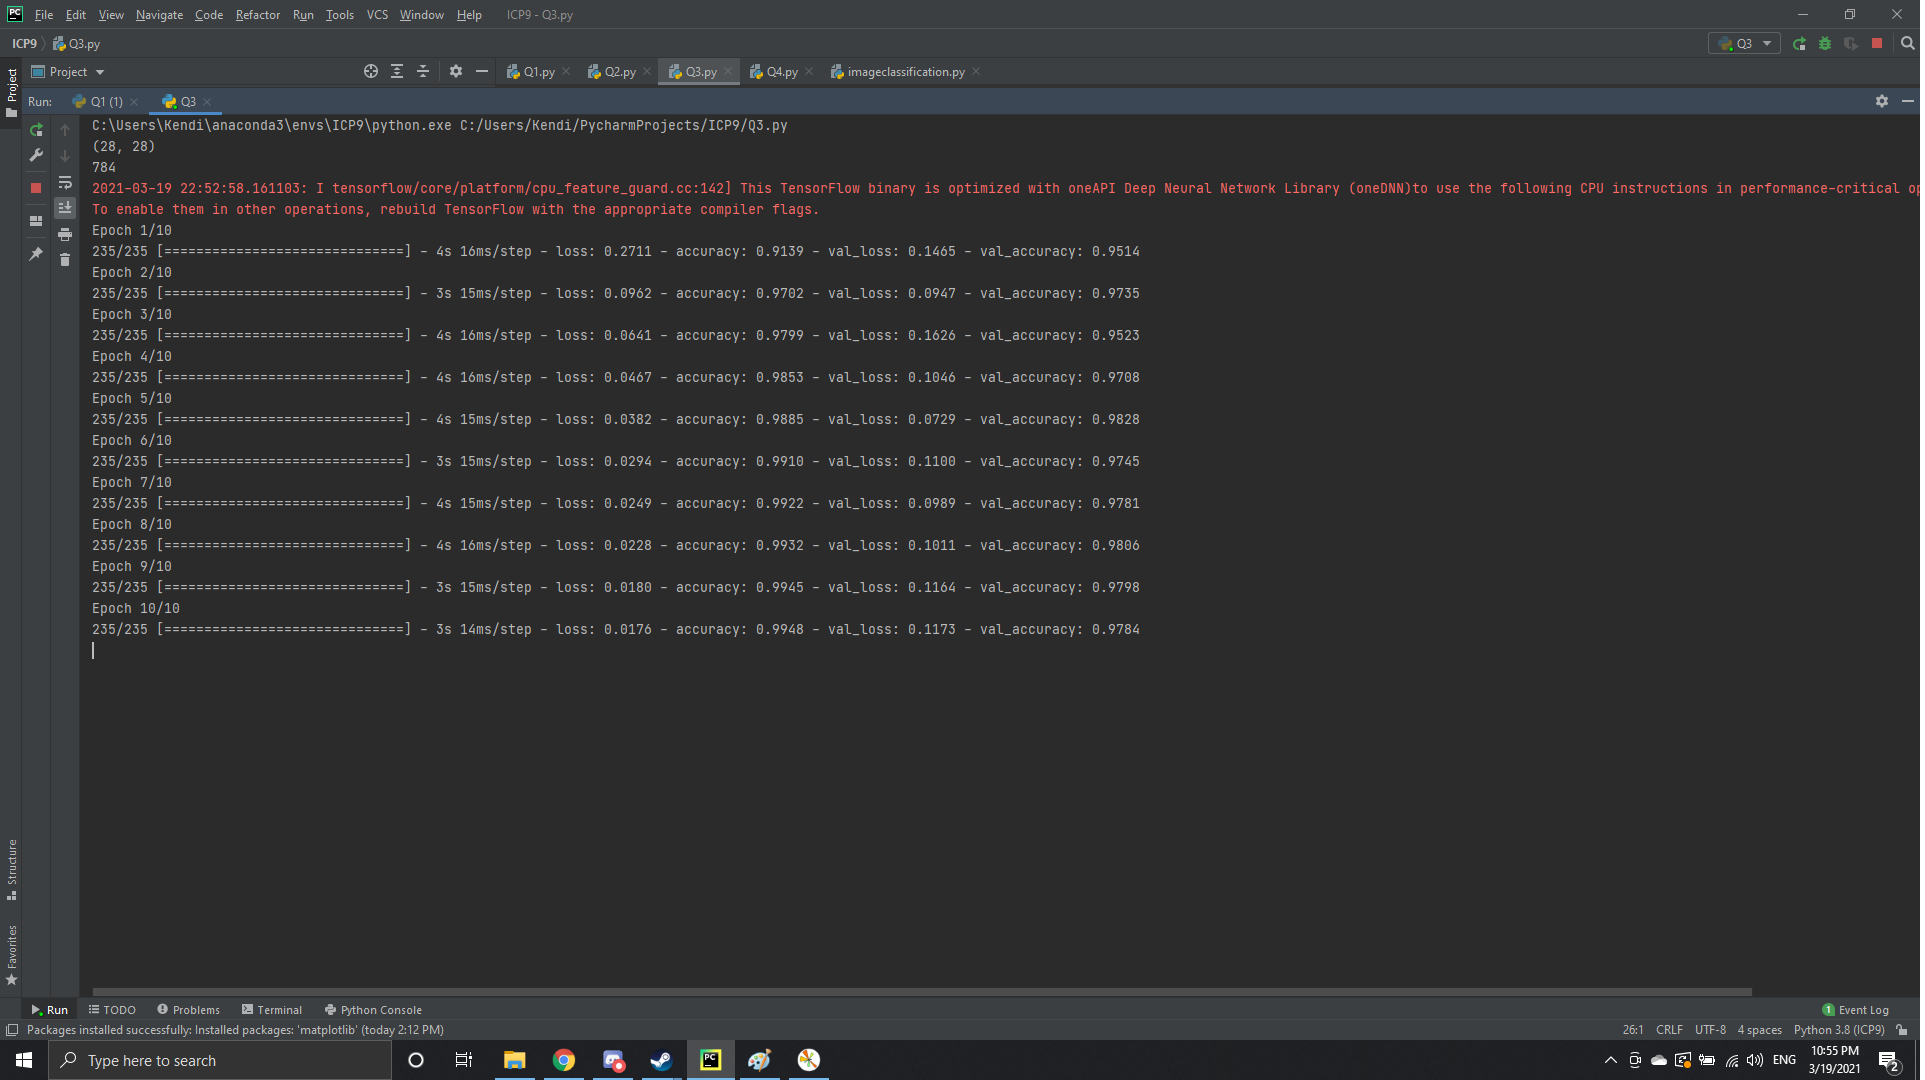 File Edit View Navigate Code Refactor Run Tools VCS Window Help ICP9 - Q3.py
ICP9 Q3.py Q3
Project Q1.py Q2.py Q3.py Q4.py imageclassification.py
Project
Run: Q1 (1) Q3
C:\Users\Kendi\anaconda3\envs\ICP9\python.exe C:/Users/Kendi/PycharmProjects/ICP9/Q3.py
(28, 28)
784
2021-03-19 22:52:58.161103: I tensorflow/core/platform/cpu_feature_guard.cc:142] This TensorFlow binary is optimized with oneAPI Deep Neural Network Library (oneDNN)to use the following CPU instructions in performance-critical op
To enable them in other operations, rebuild TensorFlow with the appropriate compiler flags.
Epoch 1/10
235/235 [==============================] - 4s 16ms/step - loss: 0.2711 - accuracy: 0.9139 - val_loss: 0.1465 - val_accuracy: 0.9514
Epoch 2/10
235/235 [==============================] - 3s 15ms/step - loss: 0.0962 - accuracy: 0.9702 - val_loss: 0.0947 - val_accuracy: 0.9735
Epoch 3/10
235/235 [==============================] - 4s 16ms/step - loss: 0.0641 - accuracy: 0.9799 - val_loss: 0.1626 - val_accuracy: 0.9523
Epoch 4/10
235/235 [==============================] - 4s 16ms/step - loss: 0.0467 - accuracy: 0.9853 - val_loss: 0.1046 - val_accuracy: 0.9708
Epoch 5/10
235/235 [==============================] - 4s 15ms/step - loss: 0.0382 - accuracy: 0.9885 - val_loss: 0.0729 - val_accuracy: 0.9828
Epoch 6/10
235/235 [==============================] - 3s 15ms/step - loss: 0.0294 - accuracy: 0.9910 - val_loss: 0.1100 - val_accuracy: 0.9745
Epoch 7/10
235/235 [==============================] - 4s 15ms/step - loss: 0.0249 - accuracy: 0.9922 - val_loss: 0.0989 - val_accuracy: 0.9781
Epoch 8/10
235/235 [==============================] - 4s 16ms/step - loss: 0.0228 - accuracy: 0.9932 - val_loss: 0.1011 - val_accuracy: 0.9806
Epoch 9/10
235/235 [==============================] - 3s 15ms/step - loss: 0.0180 - accuracy: 0.9945 - val_loss: 0.1164 - val_accuracy: 0.9798
Epoch 10/10
235/235 [==============================] - 3s 14ms/step - loss: 0.0176 - accuracy: 0.9948 - val_loss: 0.1173 - val_accuracy: 0.9784
Structure
Favorites
Run TODO Problems Terminal Python Console 1 Event Log
Packages installed successfully: Installed packages: 'matplotlib' (today 2:12 PM) 26:1 CRLF UTF-8 4 spaces Python 3.8 (ICP9)
Type here to search ENG 10:55 PM
3/19/2021 2